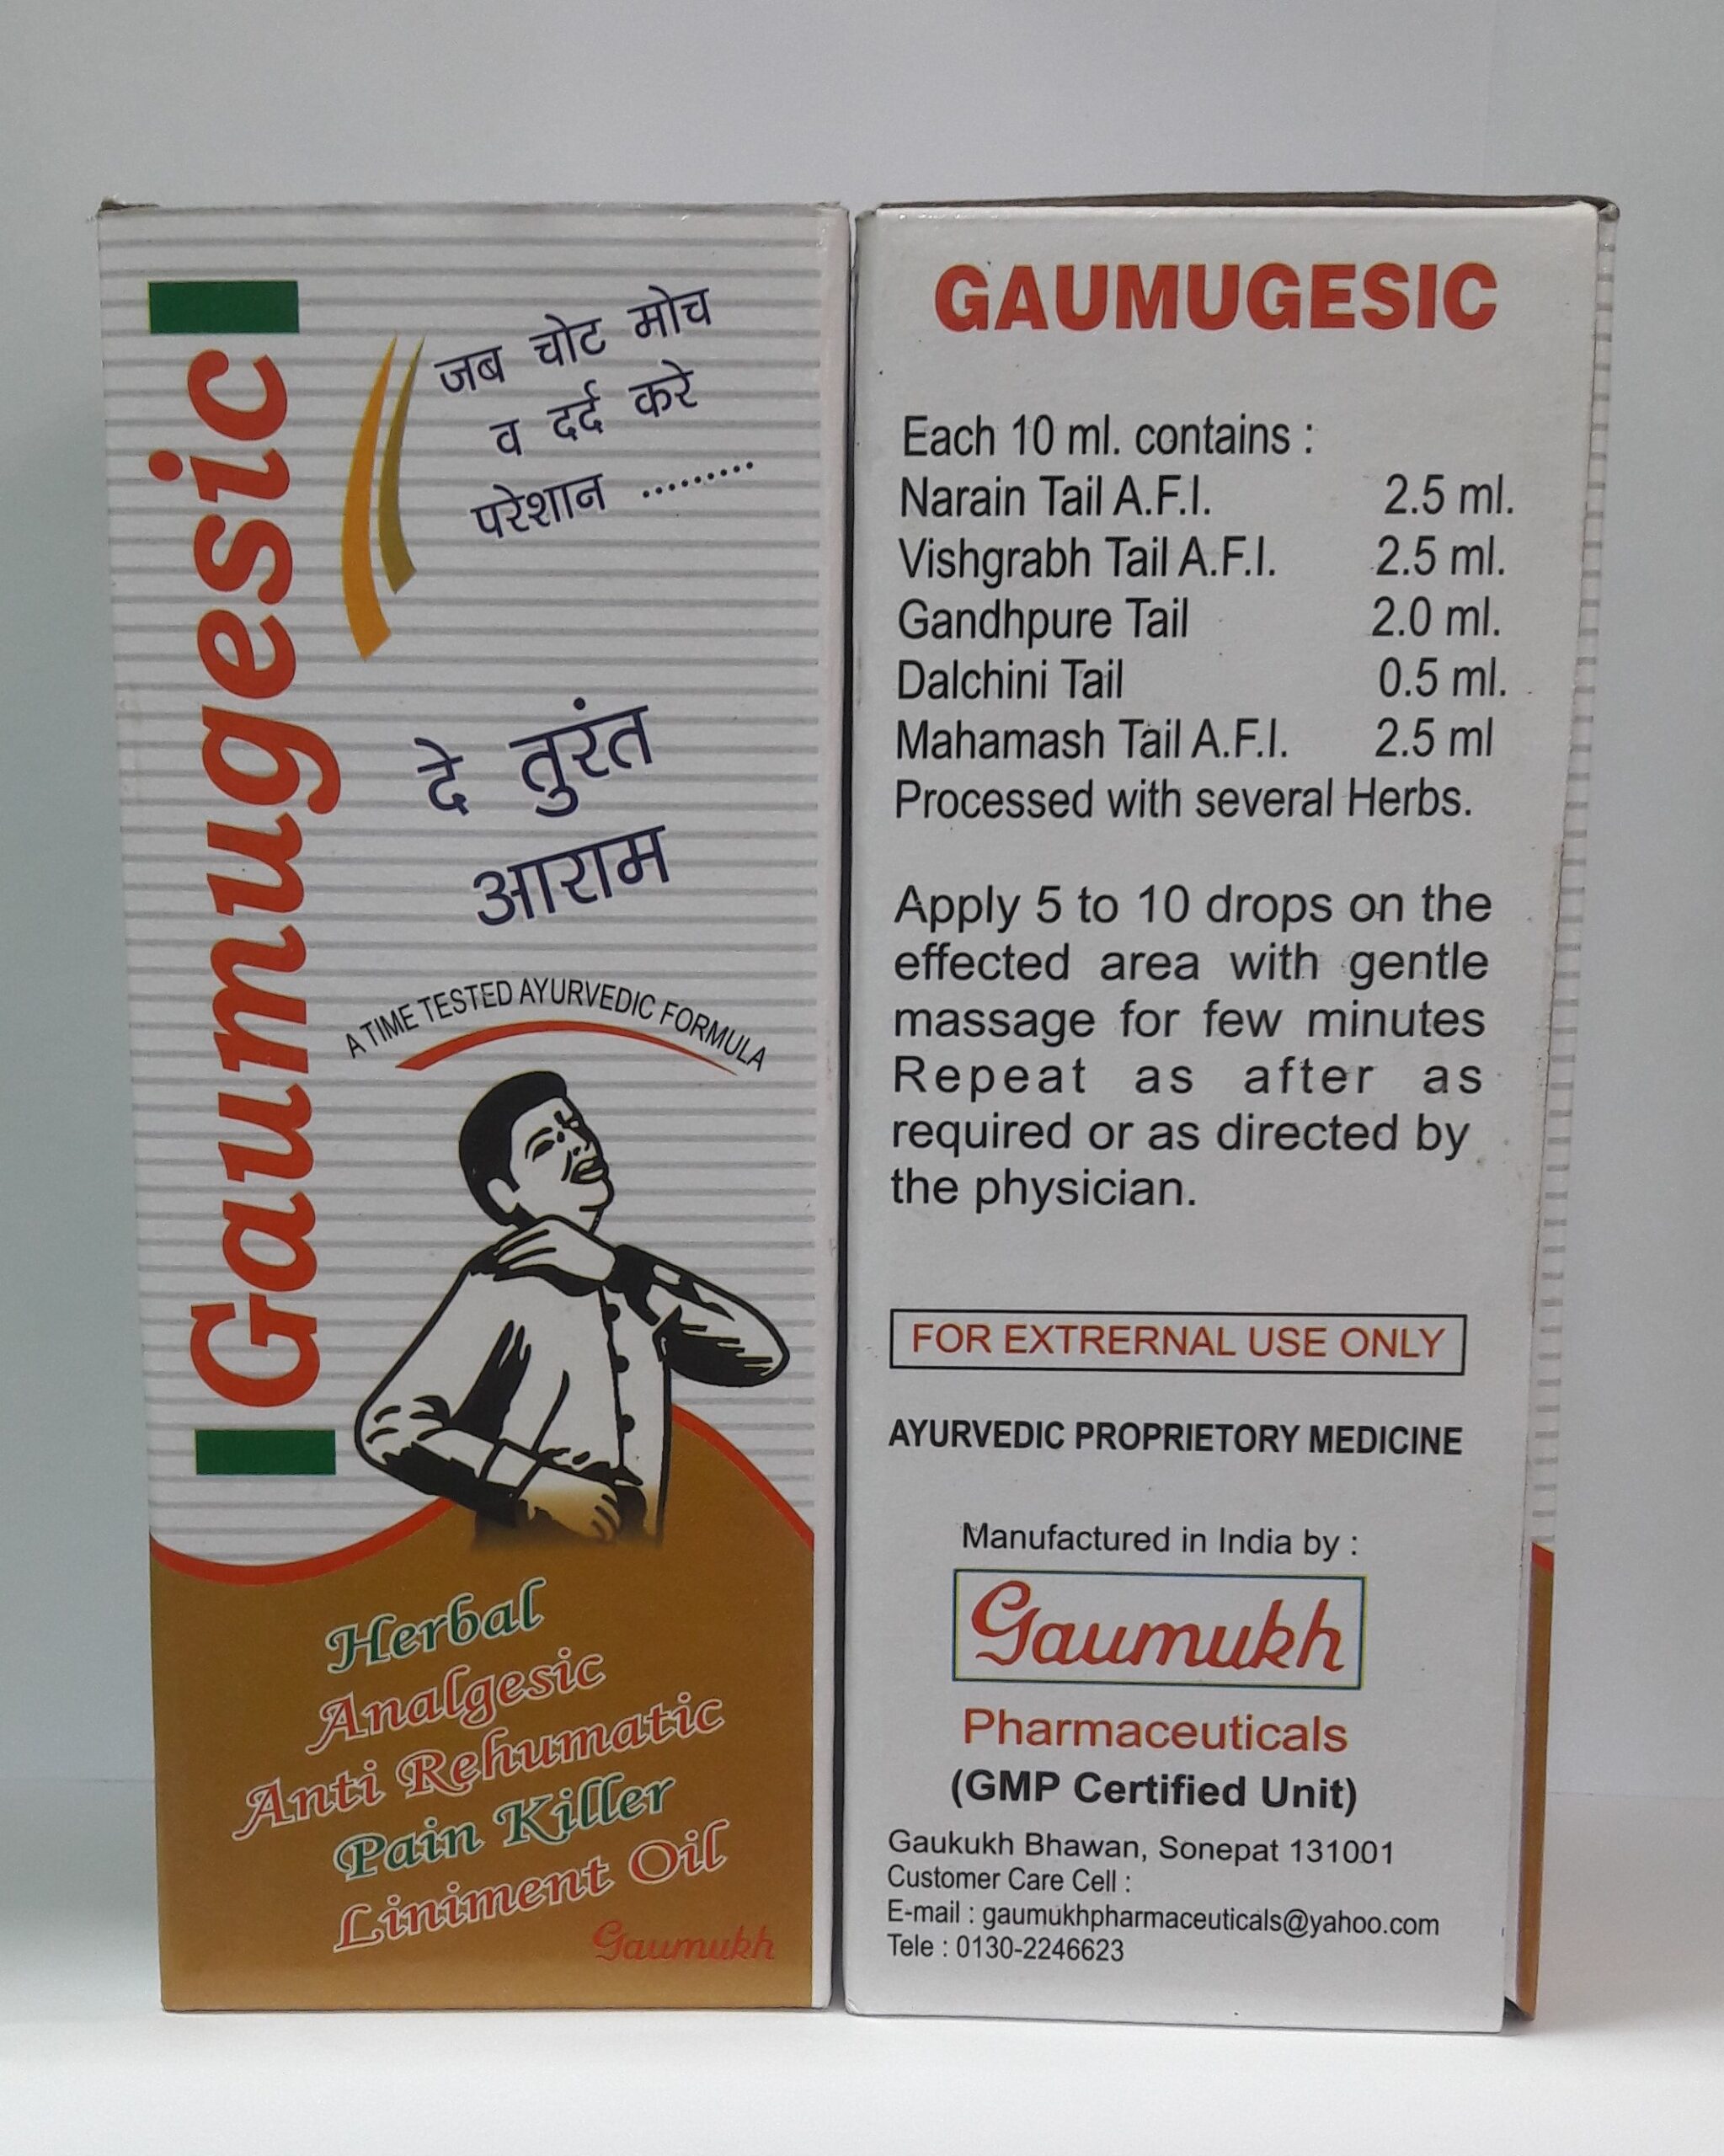 Gaumugesic
जब चोट मोच
व दर्द करे
परेशान .........
दे तुरंत
आराम
A TIME TESTED AYURVEDIC FORMULA
Herbal
Analgesic
Anti Rehumatic
Pain Killer
Liniment Oil
Gaumukh
GAUMUGESIC
Each 10 ml. contains :
Narain Tail A.F.I. 2.5 ml.
Vishgrabh Tail A.F.I. 2.5 ml.
Gandhpure Tail 2.0 ml.
Dalchini Tail 0.5 ml.
Mahamash Tail A.F.I. 2.5 ml
Processed with several Herbs.
Apply 5 to 10 drops on the
effected area with gentle
massage for few minutes
Repeat as after as
required or as directed by
the physician.
FOR EXTRERNAL USE ONLY
AYURVEDIC PROPRIETORY MEDICINE
Manufactured in India by :
Gaumukh
Pharmaceuticals
(GMP Certified Unit)
Gaukukh Bhawan, Sonepat 131001
Customer Care Cell :
E-mail : gaumukhpharmaceuticals@yahoo.com
Tele : 0130-2246623